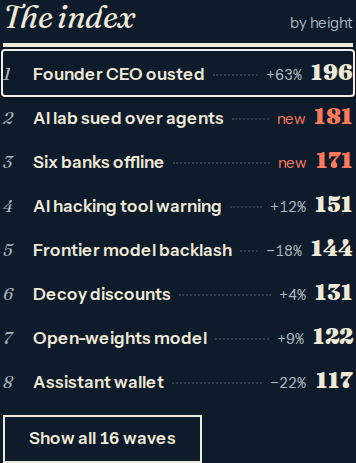 The index by height
1 Founder CEO ousted +63% 196
2 AI lab sued over agents new 181
3 Six banks offline new 171
4 AI hacking tool warning +12% 151
5 Frontier model backlash −18% 144
6 Decoy discounts +4% 131
7 Open-weights model +9% 122
8 Assistant wallet −22% 117
Show all 16 waves